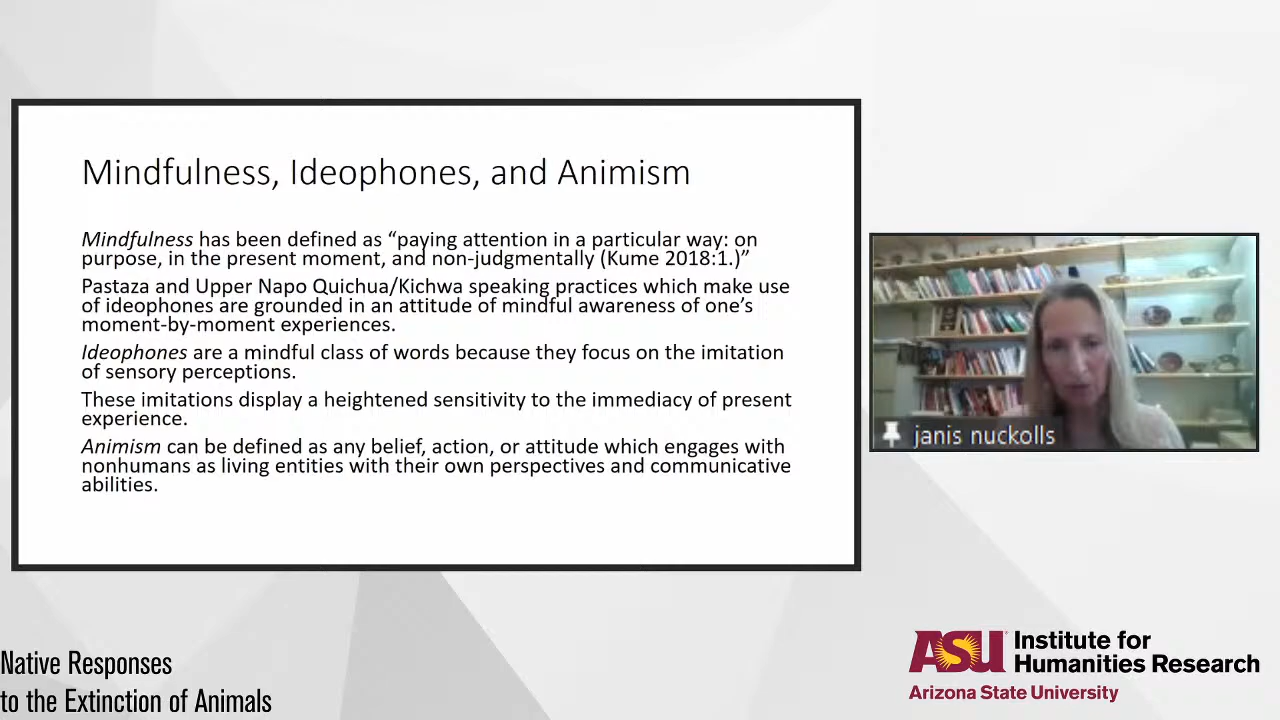 Mindfulness, Ideophones, and Animism
Mindfulness has been defined as “paying attention in a particular way: on
purpose, in the present moment, and non-judgmentally (Kume 2018:1.)”
Pastaza and Upper Napo Quichua/Kichwa speaking practices which make use
of ideophones are grounded in an attitude of mindful awareness of one’s
moment-by-moment experiences.
Ideophones are a mindful class of words because they focus on the imitation
of sensory perceptions.
These imitations display a heightened sensitivity to the immediacy of present
experience.
Animism can be defined as any belief, action, or attitude which engages with
nonhumans as living entities with their own perspectives and communicative
abilities.
janis nuckolls
Native Responses
to the Extinction of Animals
ASU Institute for
Humanities Research
Arizona State University